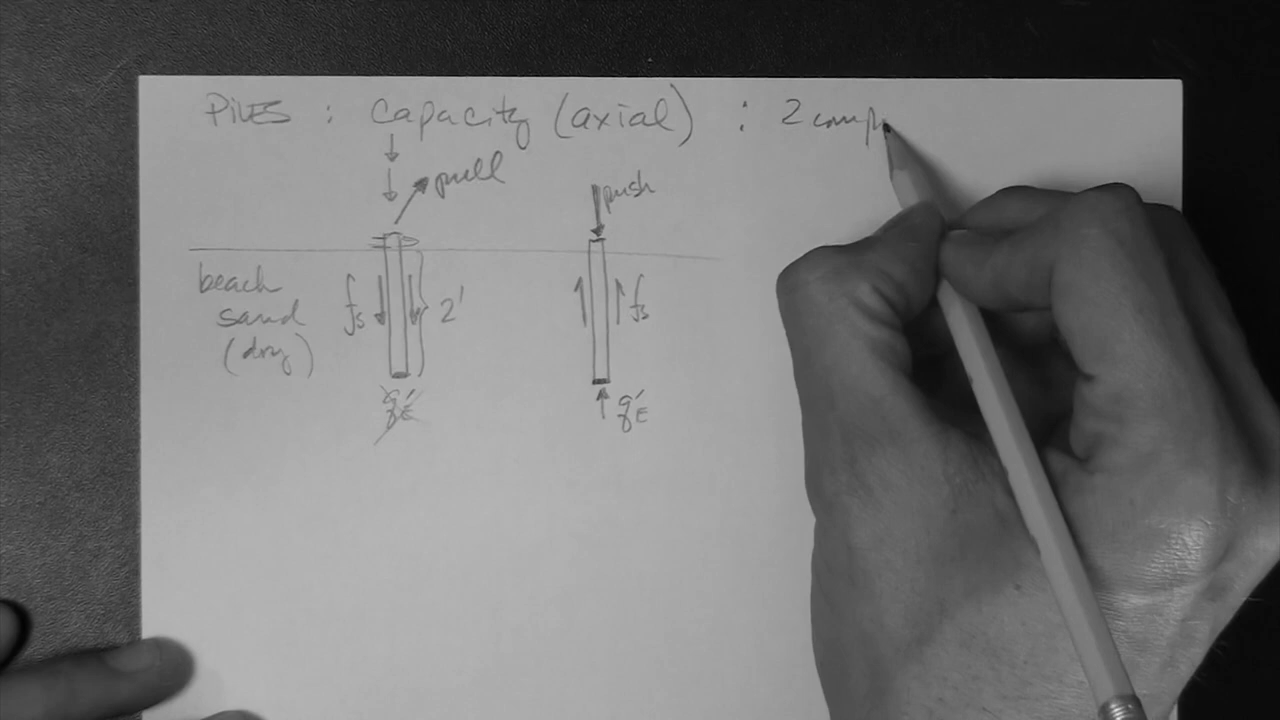 PILES : Capacity (axial) : 2 comp
pull
push
beach
sand
(dry)
fs
2'
fs
q'E
q'E